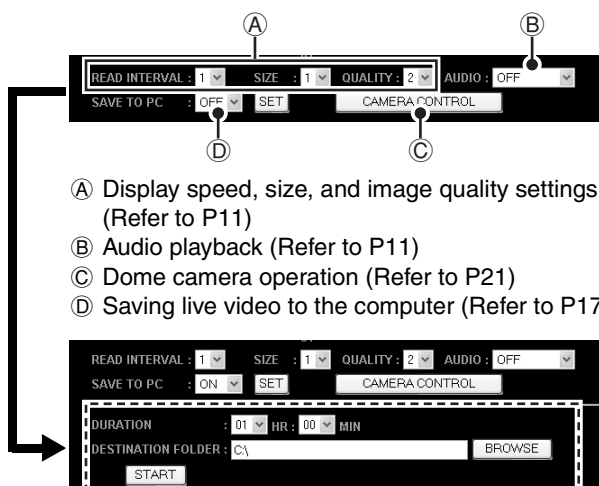 Ⓐ Ⓑ
READ INTERVAL : 1 SIZE : 1 QUALITY : 2 AUDIO : OFF
SAVE TO PC : OFF SET CAMERA CONTROL
Ⓓ Ⓒ
Ⓐ Display speed, size, and image quality settings
(Refer to P11)
Ⓑ Audio playback (Refer to P11)
Ⓒ Dome camera operation (Refer to P21)
Ⓓ Saving live video to the computer (Refer to P17
READ INTERVAL : 1 SIZE : 1 QUALITY : 2 AUDIO : OFF
SAVE TO PC : ON SET CAMERA CONTROL
DURATION : 01 HR : 00 MIN
DESTINATION FOLDER : C:\ BROWSE
START